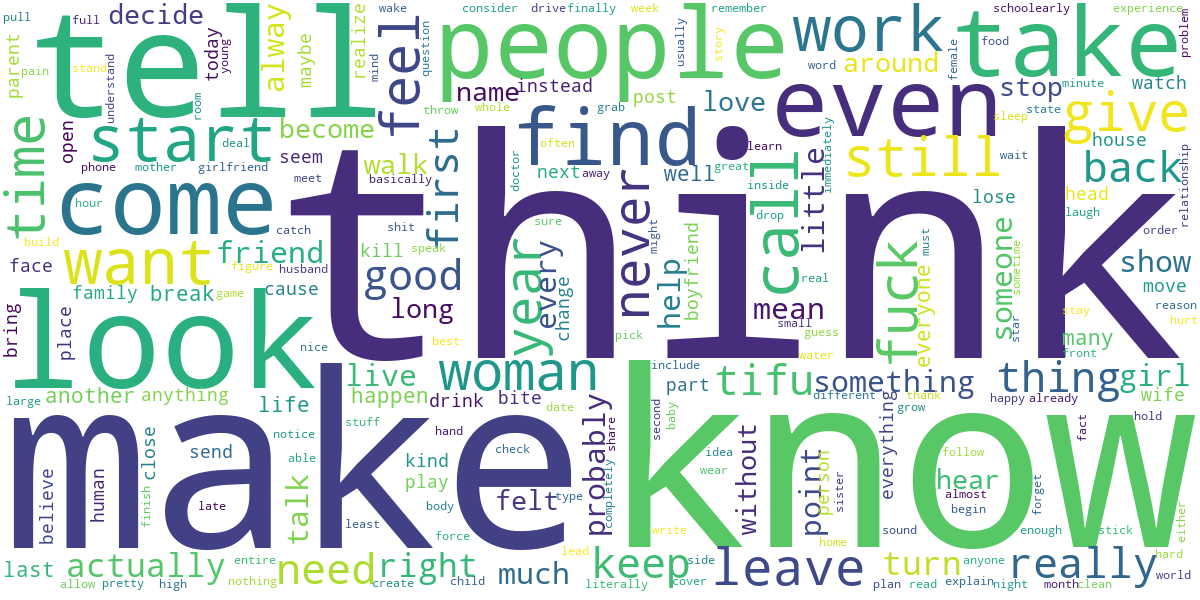 think
know
make
tell
look
people
come
take
even
find
work
start
want
time
feel
first
never
call
still
give
back
fuck
woman
year
good
need
keep
leave
really
thing
tifu
something
girl
turn
right
actually
much
probably
point
without
talk
live
long
mean
help
little
someone
show
friend
become
walk
name
decide
around
stop
love
well
always
alway
today
realize
maybe
parent
instead
post
house
watch
open
seem
cause
kill
break
family
face
bring
place
another
anything
life
happen
drink
bite
felt
send
close
human
believe
last
kind
play
hear
person
everything
everyone
every
change
boyfriend
next
lose
head
move
many
wife
part
pull
full
pain
stand
understand
young
room
deal
phone
mother
girlfriend
hour
meet
basically
catch
shit
speak
build
figure
husband
game
nice
best
large
wake
consider
drive
finally
week
remember
mind
question
usually
story
throw
whole
grab
word
female
food
schoolearly
experience
problem
minute
state
sleep
often
away
doctor
great
learn
immediately
inside
wait
drop
sure
might
real
must
sometime
laugh
order
relationship
reason
stay
hurt
star
small
guess
pick
water
front
include
different
thank
grow
happy
already
hold
date
stuff
notice
able
hand
check
share
second
baby
idea
wear
sister
follow
fact
almost
begin
forget
finish
late
least
body
type
force
completely
write
home
sound
enough
stick
either
allow
pretty
high
entire
nothing
create
child
lead
literally
cover
side
plan
read
explain
anyone
night
month
clean
hard
world